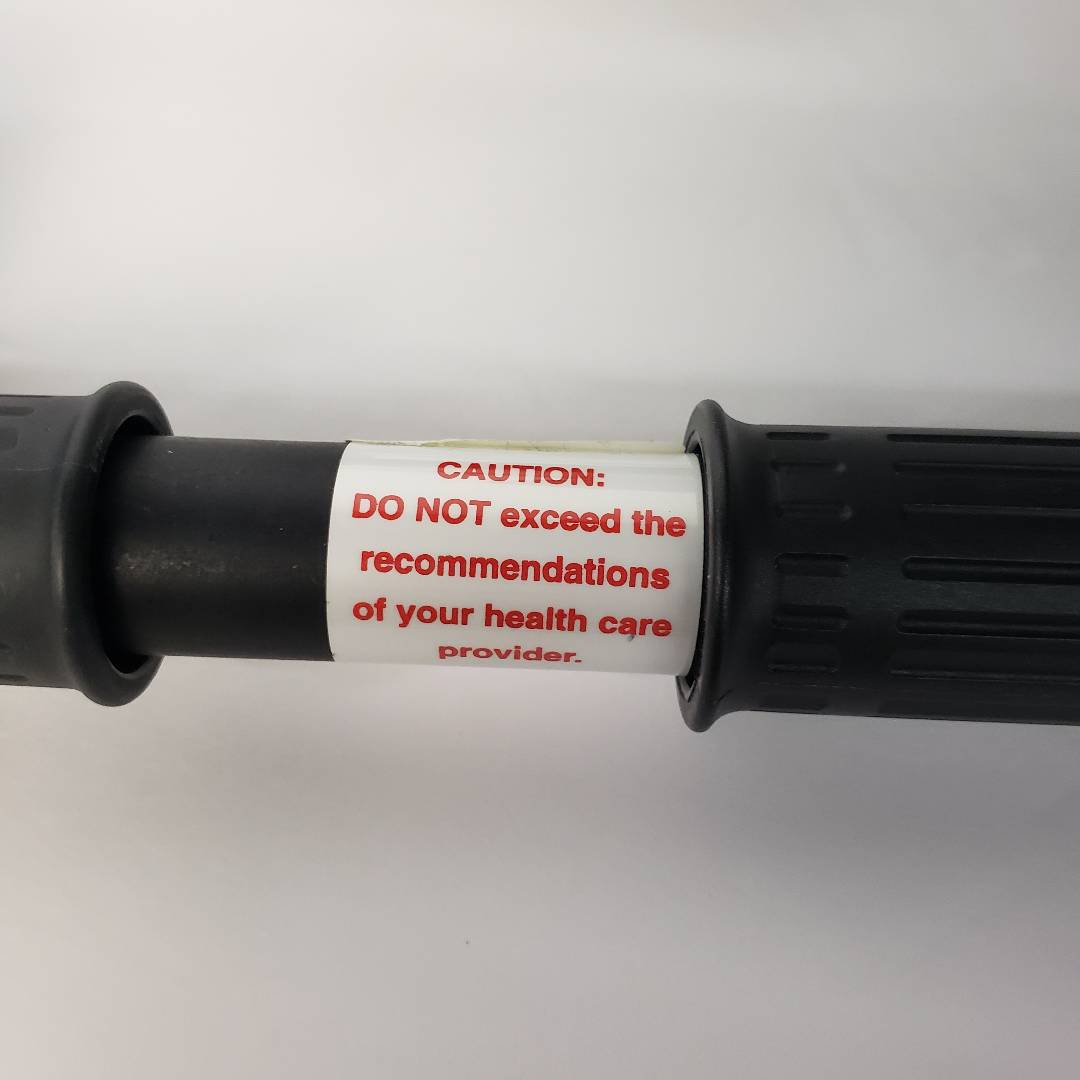 CAUTION:
DO NOT exceed the
recommendations
of your health care
provider.